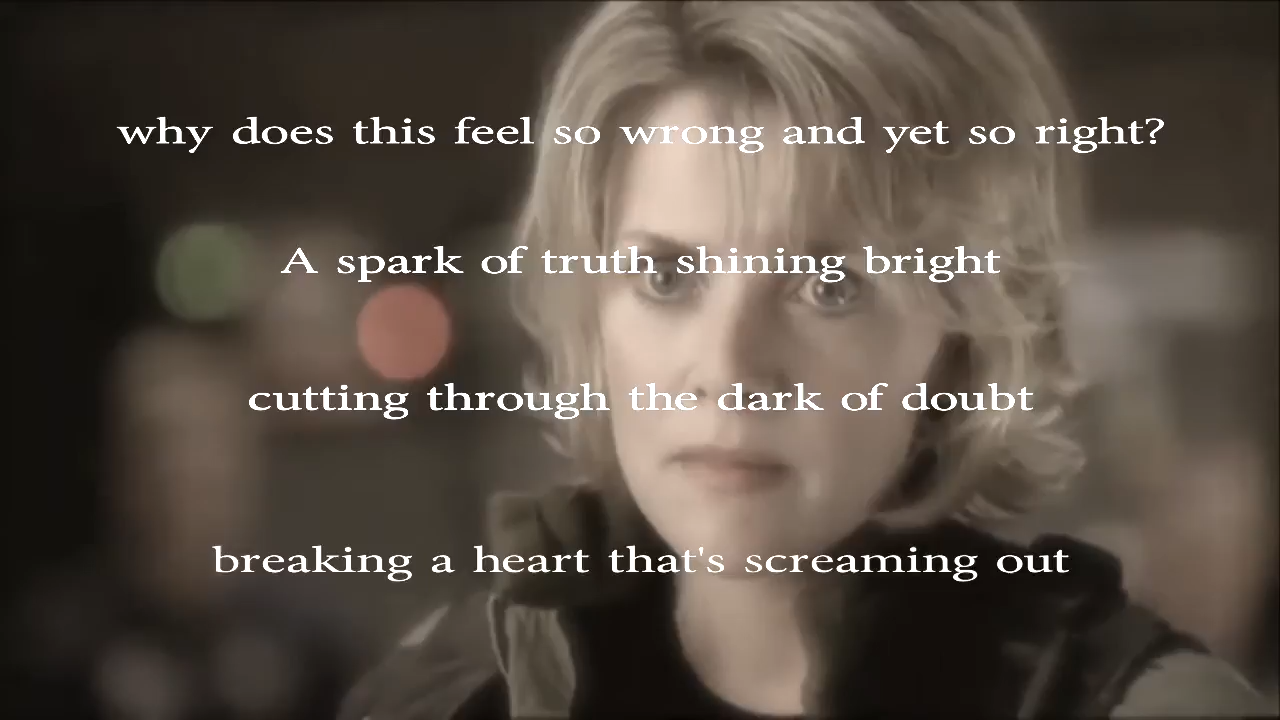 why does this feel so wrong and yet so right?
A spark of truth shining bright
cutting through the dark of doubt
breaking a heart that's screaming out